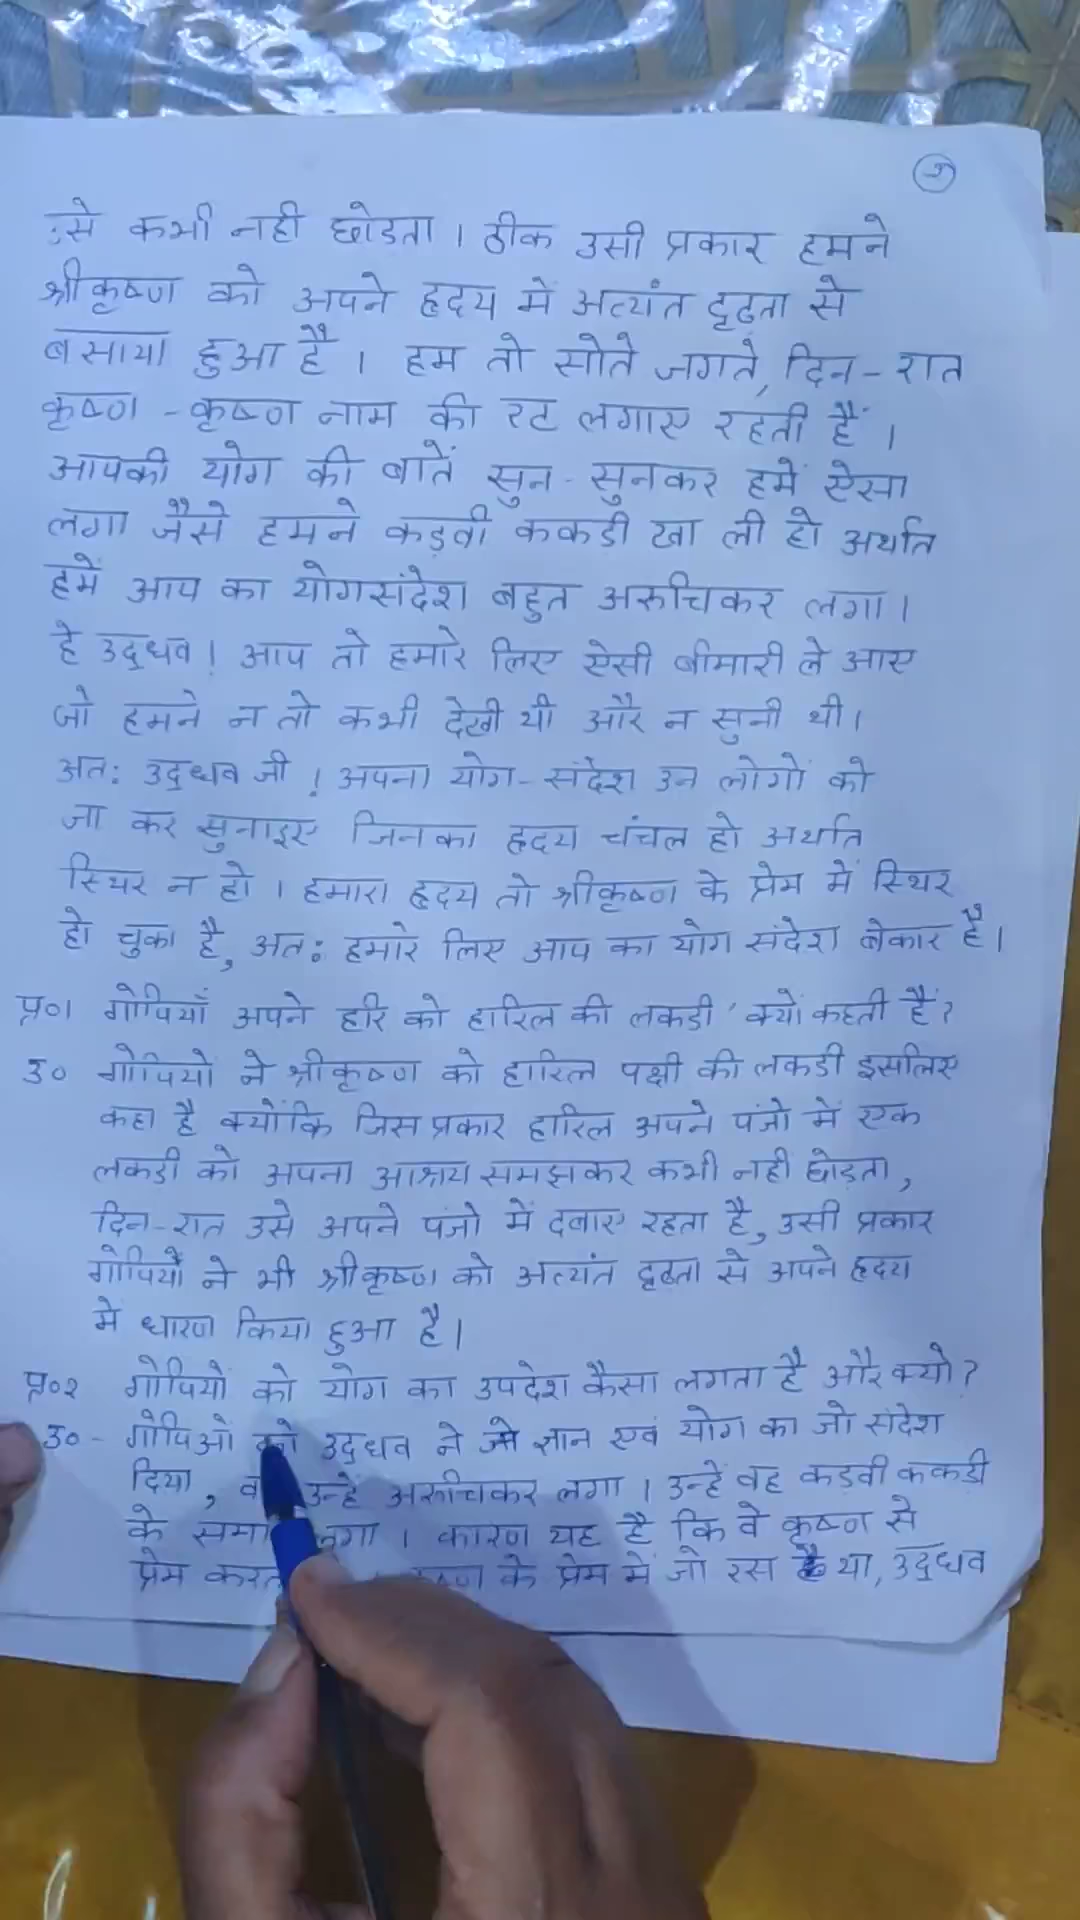 से कभी नही छोडता । ठीक उसी प्रकार हमने
श्रीकृष्ण को अपने हृदय में अत्यंत दृढ़ता से
बसाया हुआ है । हम तो सोते जगते, दिन-रात
कृष्ण - कृष्ण नाम की रट लगाए रहती हैं ।
आपकी योग की बातें सुन - सुनकर हमें ऐसा
लगा जैसे हमने कड़वी ककडी खा ली हो अर्थात
हमें आप का योगसंदेश बहुत अरूचिकर लगा ।
हे उद्धव ! आप तो हमारे लिए ऐसी बीमारी ले आए
जो हमने न तो कभी देखी थी और न सुनी थी ।
अतः उद्धव जी ! अपना योग-संदेश उन लोगों को
जा कर सुनाइए जिनका हृदय चंचल हो अर्थात
स्थिर न हो । हमारा हृदय तो श्रीकृष्ण के प्रेम में स्थिर
हो चुका है, अतः हमारे लिए आप का योग संदेश बेकार है ।
प्र०१ गोपियाँ अपने हरि को हारिल की लकडी ' क्यों कहती हैं ?
उ० गोपियों ने श्रीकृष्ण को हारिल पक्षी की लकडी इसलिए
कहा है क्योंकि जिस प्रकार हारिल अपने पंजो में एक
लकडी को अपना आश्रय समझकर कभी नही छोड़ता,
दिन-रात उसे अपने पंजो में दबाए रहता है, उसी प्रकार
गोपियों ने भी श्रीकृष्ण को अत्यंत दृढता से अपने हृदय
में धारण किया हुआ है ।
प्र०२ गोपियों को योग का उपदेश कैसा लगता है और क्यो ?
उ० - गोपिओं को उद्धव ने ज्ञान एवं योग का जो संदेश
दिया, उन्हें अरूचिकर लगा । उन्हें वह कड़वी ककड़ी
के लगा । कारण यह है कि वे कृष्ण से
प्रेम के प्रेम में जो रस था, उद्धव